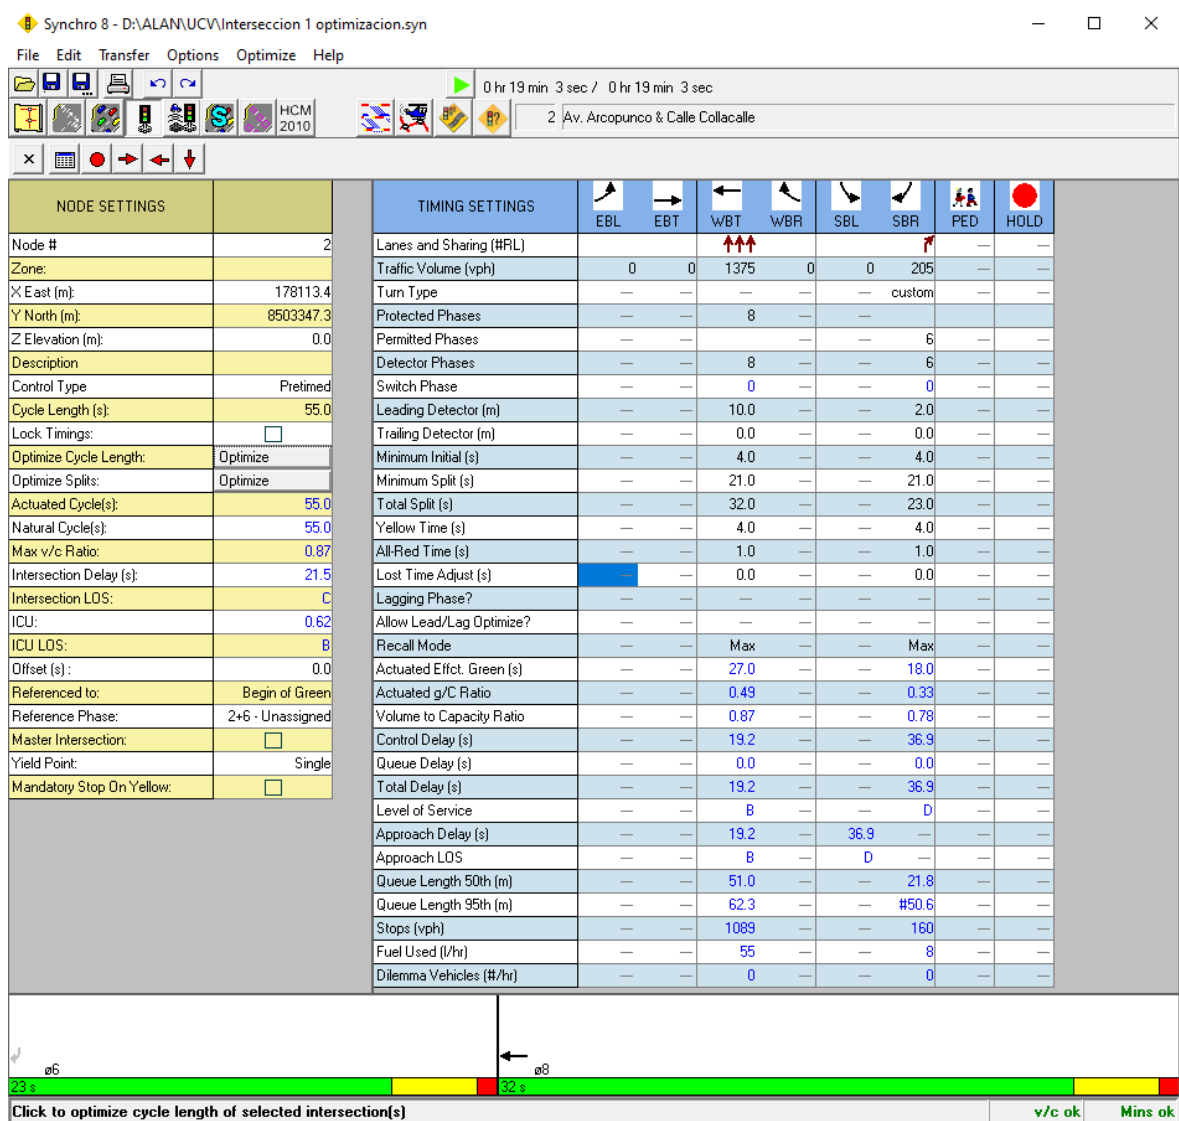 Synchro 8 - D:\ALAN\UCV\Interseccion 1 optimizacion.syn
File Edit Transfer Options Optimize Help
0 hr 19 min 3 sec / 0 hr 19 min 3 sec
HCM
2010
2 Av. Arcopunco & Calle Collacalle
NODE SETTINGS
Node # 2
Zone:
X East (m): 178113.4
Y North (m): 8503347.3
Z Elevation (m): 0.0
Description
Control Type Pretimed
Cycle Length (s): 55.0
Lock Timings:
Optimize Cycle Length: Optimize
Optimize Splits: Optimize
Actuated Cycle(s): 55.0
Natural Cycle(s): 55.0
Max v/c Ratio: 0.87
Intersection Delay (s): 21.5
Intersection LOS: C
ICU: 0.62
ICU LOS: B
Offset (s) : 0.0
Referenced to: Begin of Green
Reference Phase: 2+6 - Unassigned
Master Intersection:
Yield Point: Single
Mandatory Stop On Yellow:
TIMING SETTINGS EBL EBT WBT WBR SBL SBR PED HOLD
Lanes and Sharing (#RL) — —
Traffic Volume (vph) 0 0 1375 0 0 205 — —
Turn Type — — — — — custom — —
Protected Phases — — 8 — — — —
Permitted Phases — — — — 6 — —
Detector Phases — — 8 — — 6 — —
Switch Phase — — 0 — — 0 — —
Leading Detector (m) — — 10.0 — — 2.0 — —
Trailing Detector (m) — — 0.0 — — 0.0 — —
Minimum Initial (s) — — 4.0 — — 4.0 — —
Minimum Split (s) — — 21.0 — — 21.0 — —
Total Split (s) — — 32.0 — — 23.0 — —
Yellow Time (s) — — 4.0 — — 4.0 — —
All-Red Time (s) — — 1.0 — — 1.0 — —
Lost Time Adjust (s) — — 0.0 — — 0.0 — —
Lagging Phase? — — — — — — — —
Allow Lead/Lag Optimize? — — — — — — — —
Recall Mode — — Max — — Max — —
Actuated Effct. Green (s) — — 27.0 — — 18.0 — —
Actuated g/C Ratio — — 0.49 — — 0.33 — —
Volume to Capacity Ratio — — 0.87 — — 0.78 — —
Control Delay (s) — — 19.2 — — 36.9 — —
Queue Delay (s) — — 0.0 — — 0.0 — —
Total Delay (s) — — 19.2 — — 36.9 — —
Level of Service — — B — — D — —
Approach Delay (s) — — 19.2 — 36.9 — — —
Approach LOS — — B — D — — —
Queue Length 50th (m) — — 51.0 — — 21.8 — —
Queue Length 95th (m) — — 62.3 — — #50.6 — —
Stops (vph) — — 1089 — — 160 — —
Fuel Used (l/hr) — — 55 — — 8 — —
Dilemma Vehicles (#/hr) — — 0 — — 0 — —
ø6 ø8
23 s 32 s
Click to optimize cycle length of selected intersection(s) v/c ok Mins ok